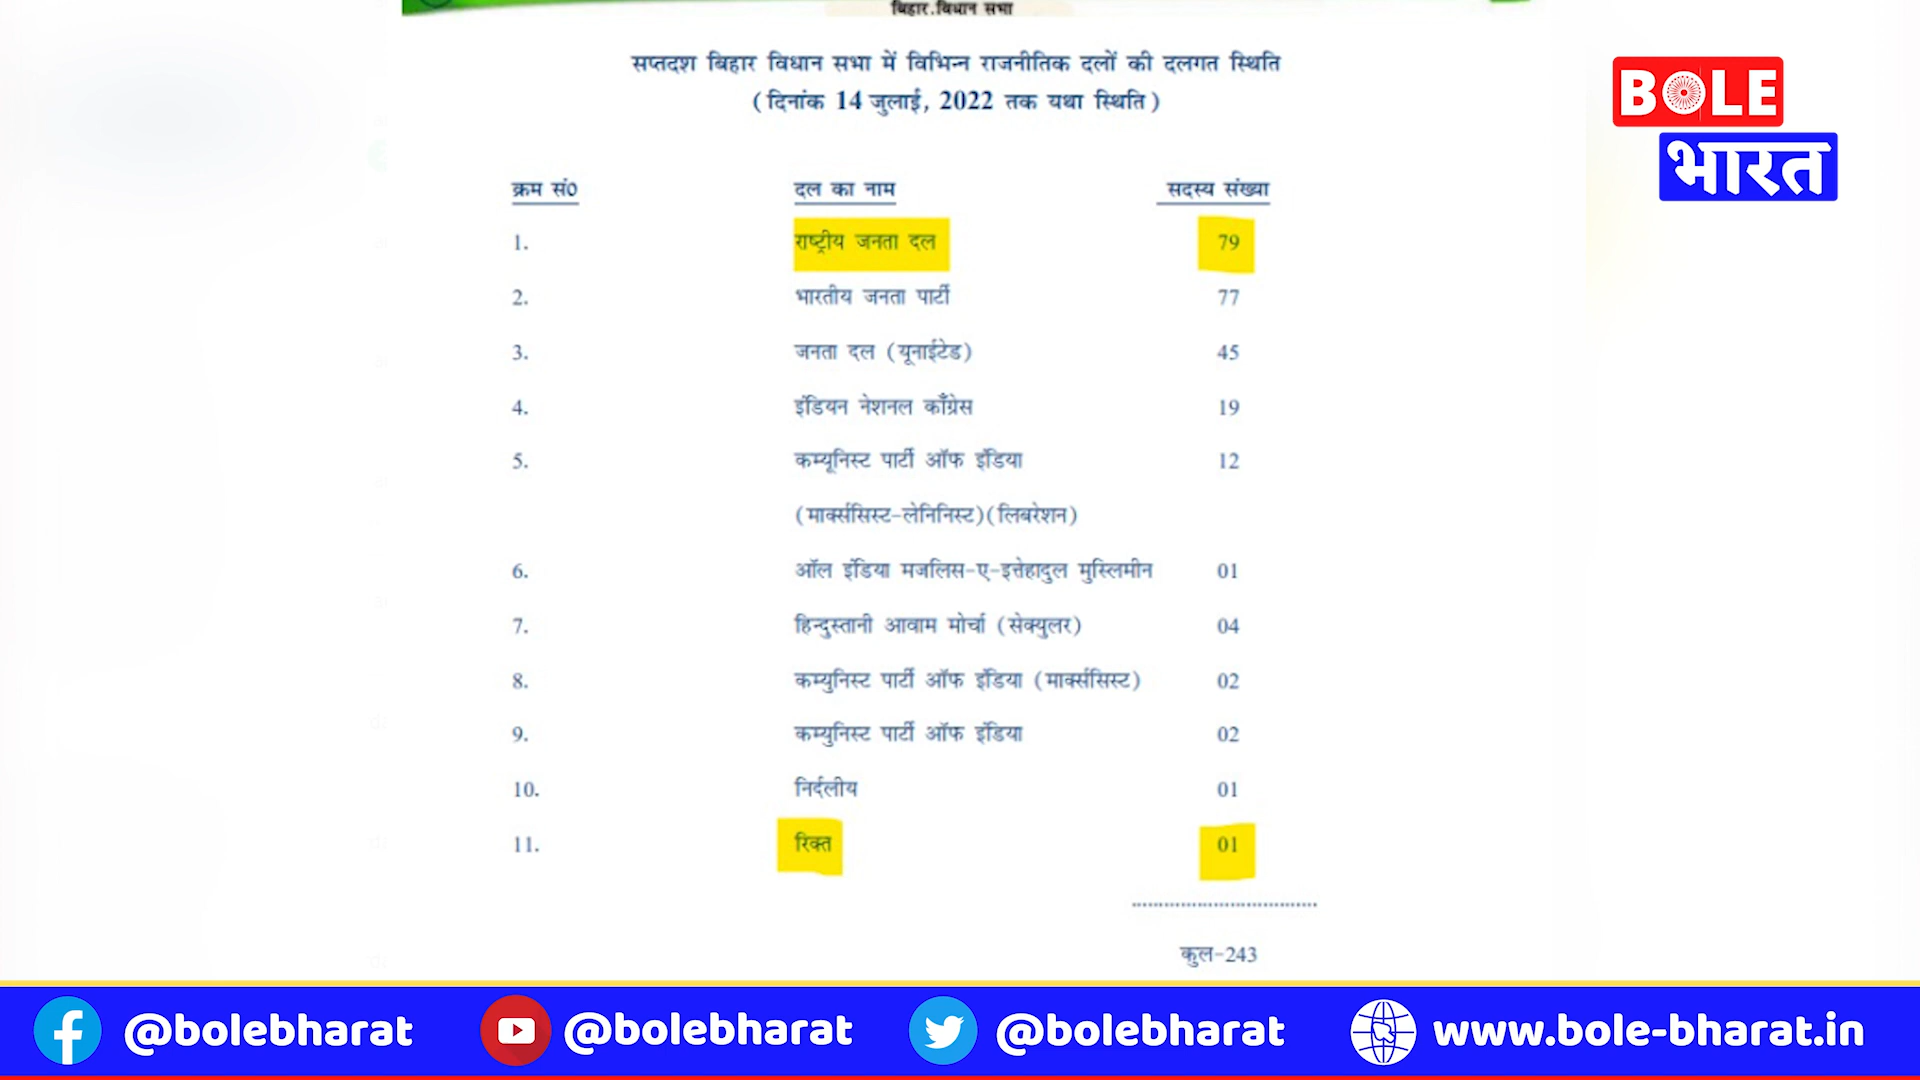 बिहार विधान सभा
सप्तदश बिहार विधान सभा में विभिन्न राजनीतिक दलों की दलगत स्थिति
(दिनांक 14 जुलाई, 2022 तक यथा स्थिति)
BOLE
भारत
क्रम सं0 दल का नाम सदस्य संख्या
1. राष्ट्रीय जनता दल 79
2. भारतीय जनता पार्टी 77
3. जनता दल (यूनाईटेड) 45
4. इंडियन नेशनल काँग्रेस 19
5. कम्यूनिस्ट पार्टी ऑफ इंडिया 12
(मार्क्ससिस्ट-लेनिनिस्ट)(लिबरेशन)
6. ऑल इंडिया मजलिस-ए-इत्तेहादुल मुस्लिमीन 01
7. हिन्दुस्तानी आवाम मोर्चा (सेक्युलर) 04
8. कम्युनिस्ट पार्टी ऑफ इंडिया (मार्क्ससिस्ट) 02
9. कम्युनिस्ट पार्टी ऑफ इंडिया 02
10. निर्दलीय 01
11. रिक्त 01
कुल-243
@bolebharat @bolebharat @bolebharat www.bole-bharat.in